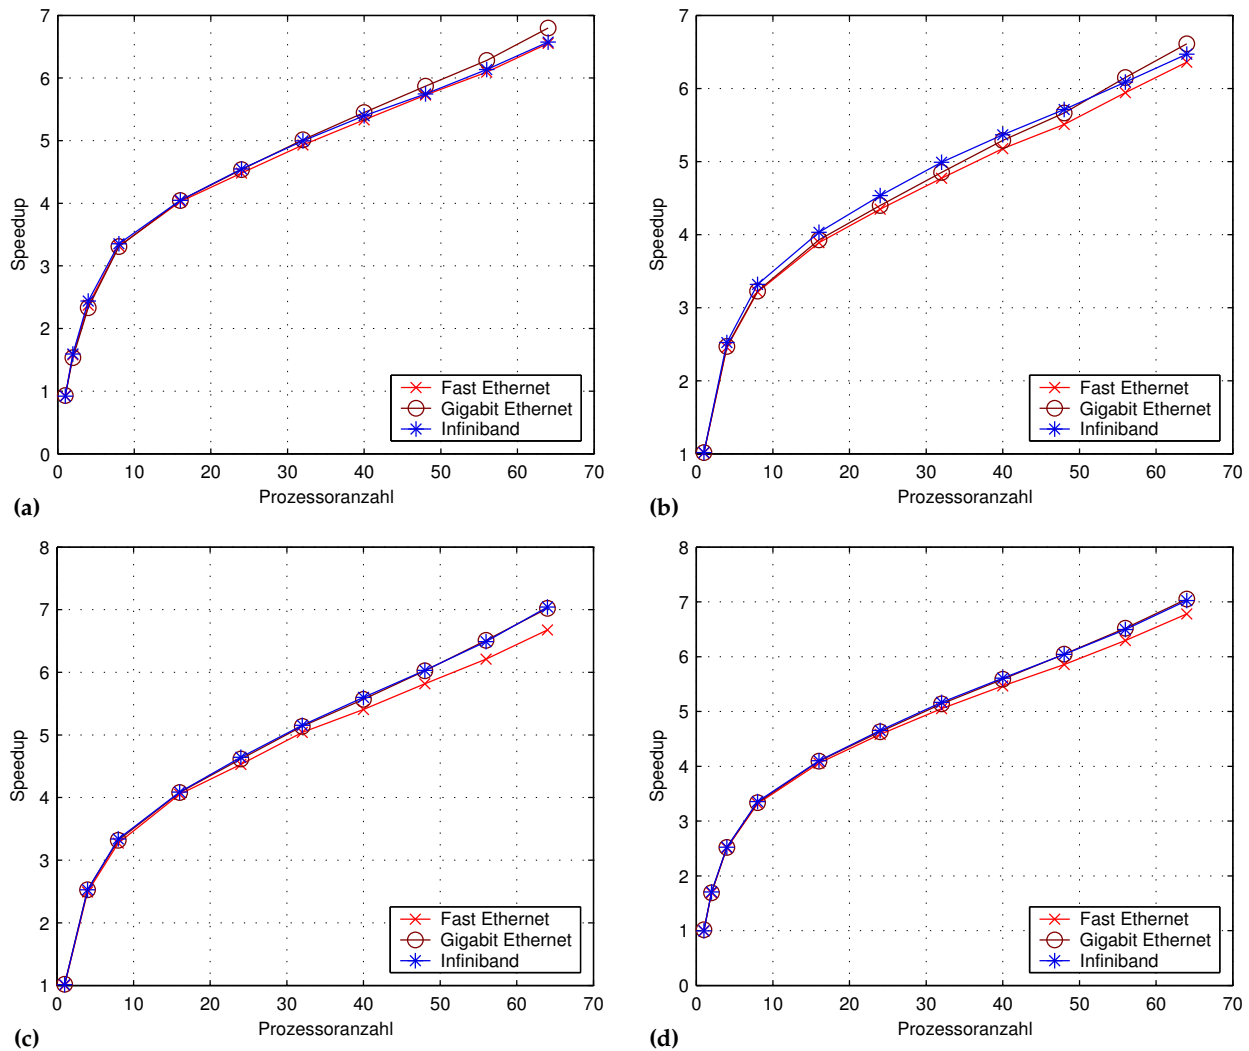 7
6
5
4
3
2
1
0
Speedup
0 10 20 30 40 50 60 70
Prozessoranzahl
Fast Ethernet
Gigabit Ethernet
Infiniband
(a)
7
6
5
4
3
2
1
Speedup
0 10 20 30 40 50 60 70
Prozessoranzahl
Fast Ethernet
Gigabit Ethernet
Infiniband
(b)
8
7
6
5
4
3
2
1
Speedup
0 10 20 30 40 50 60 70
Prozessoranzahl
Fast Ethernet
Gigabit Ethernet
Infiniband
(c)
8
7
6
5
4
3
2
1
0
Speedup
0 10 20 30 40 50 60 70
Prozessoranzahl
Fast Ethernet
Gigabit Ethernet
Infiniband
(d)